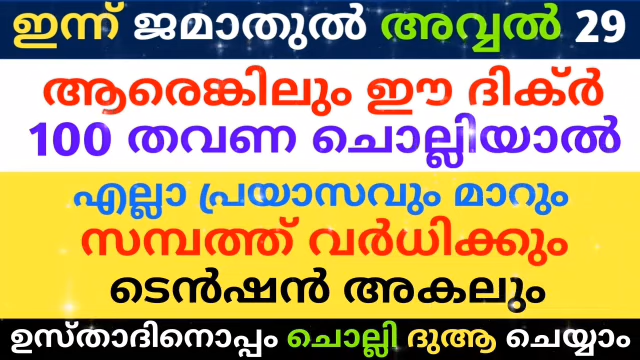 ഇന്ന് ജമാതുൽ അവ്വൽ 29
ആരെങ്കിലും ഈ ദിക്ർ
100 തവണ ചൊല്ലിയാൽ
എല്ലാ പ്രയാസവും മാറും
സമ്പത്ത് വർധിക്കും
ടെൻഷൻ അകലും
ഉസ്താദിനൊപ്പം ചൊല്ലി ദുആ ചെയ്യാം